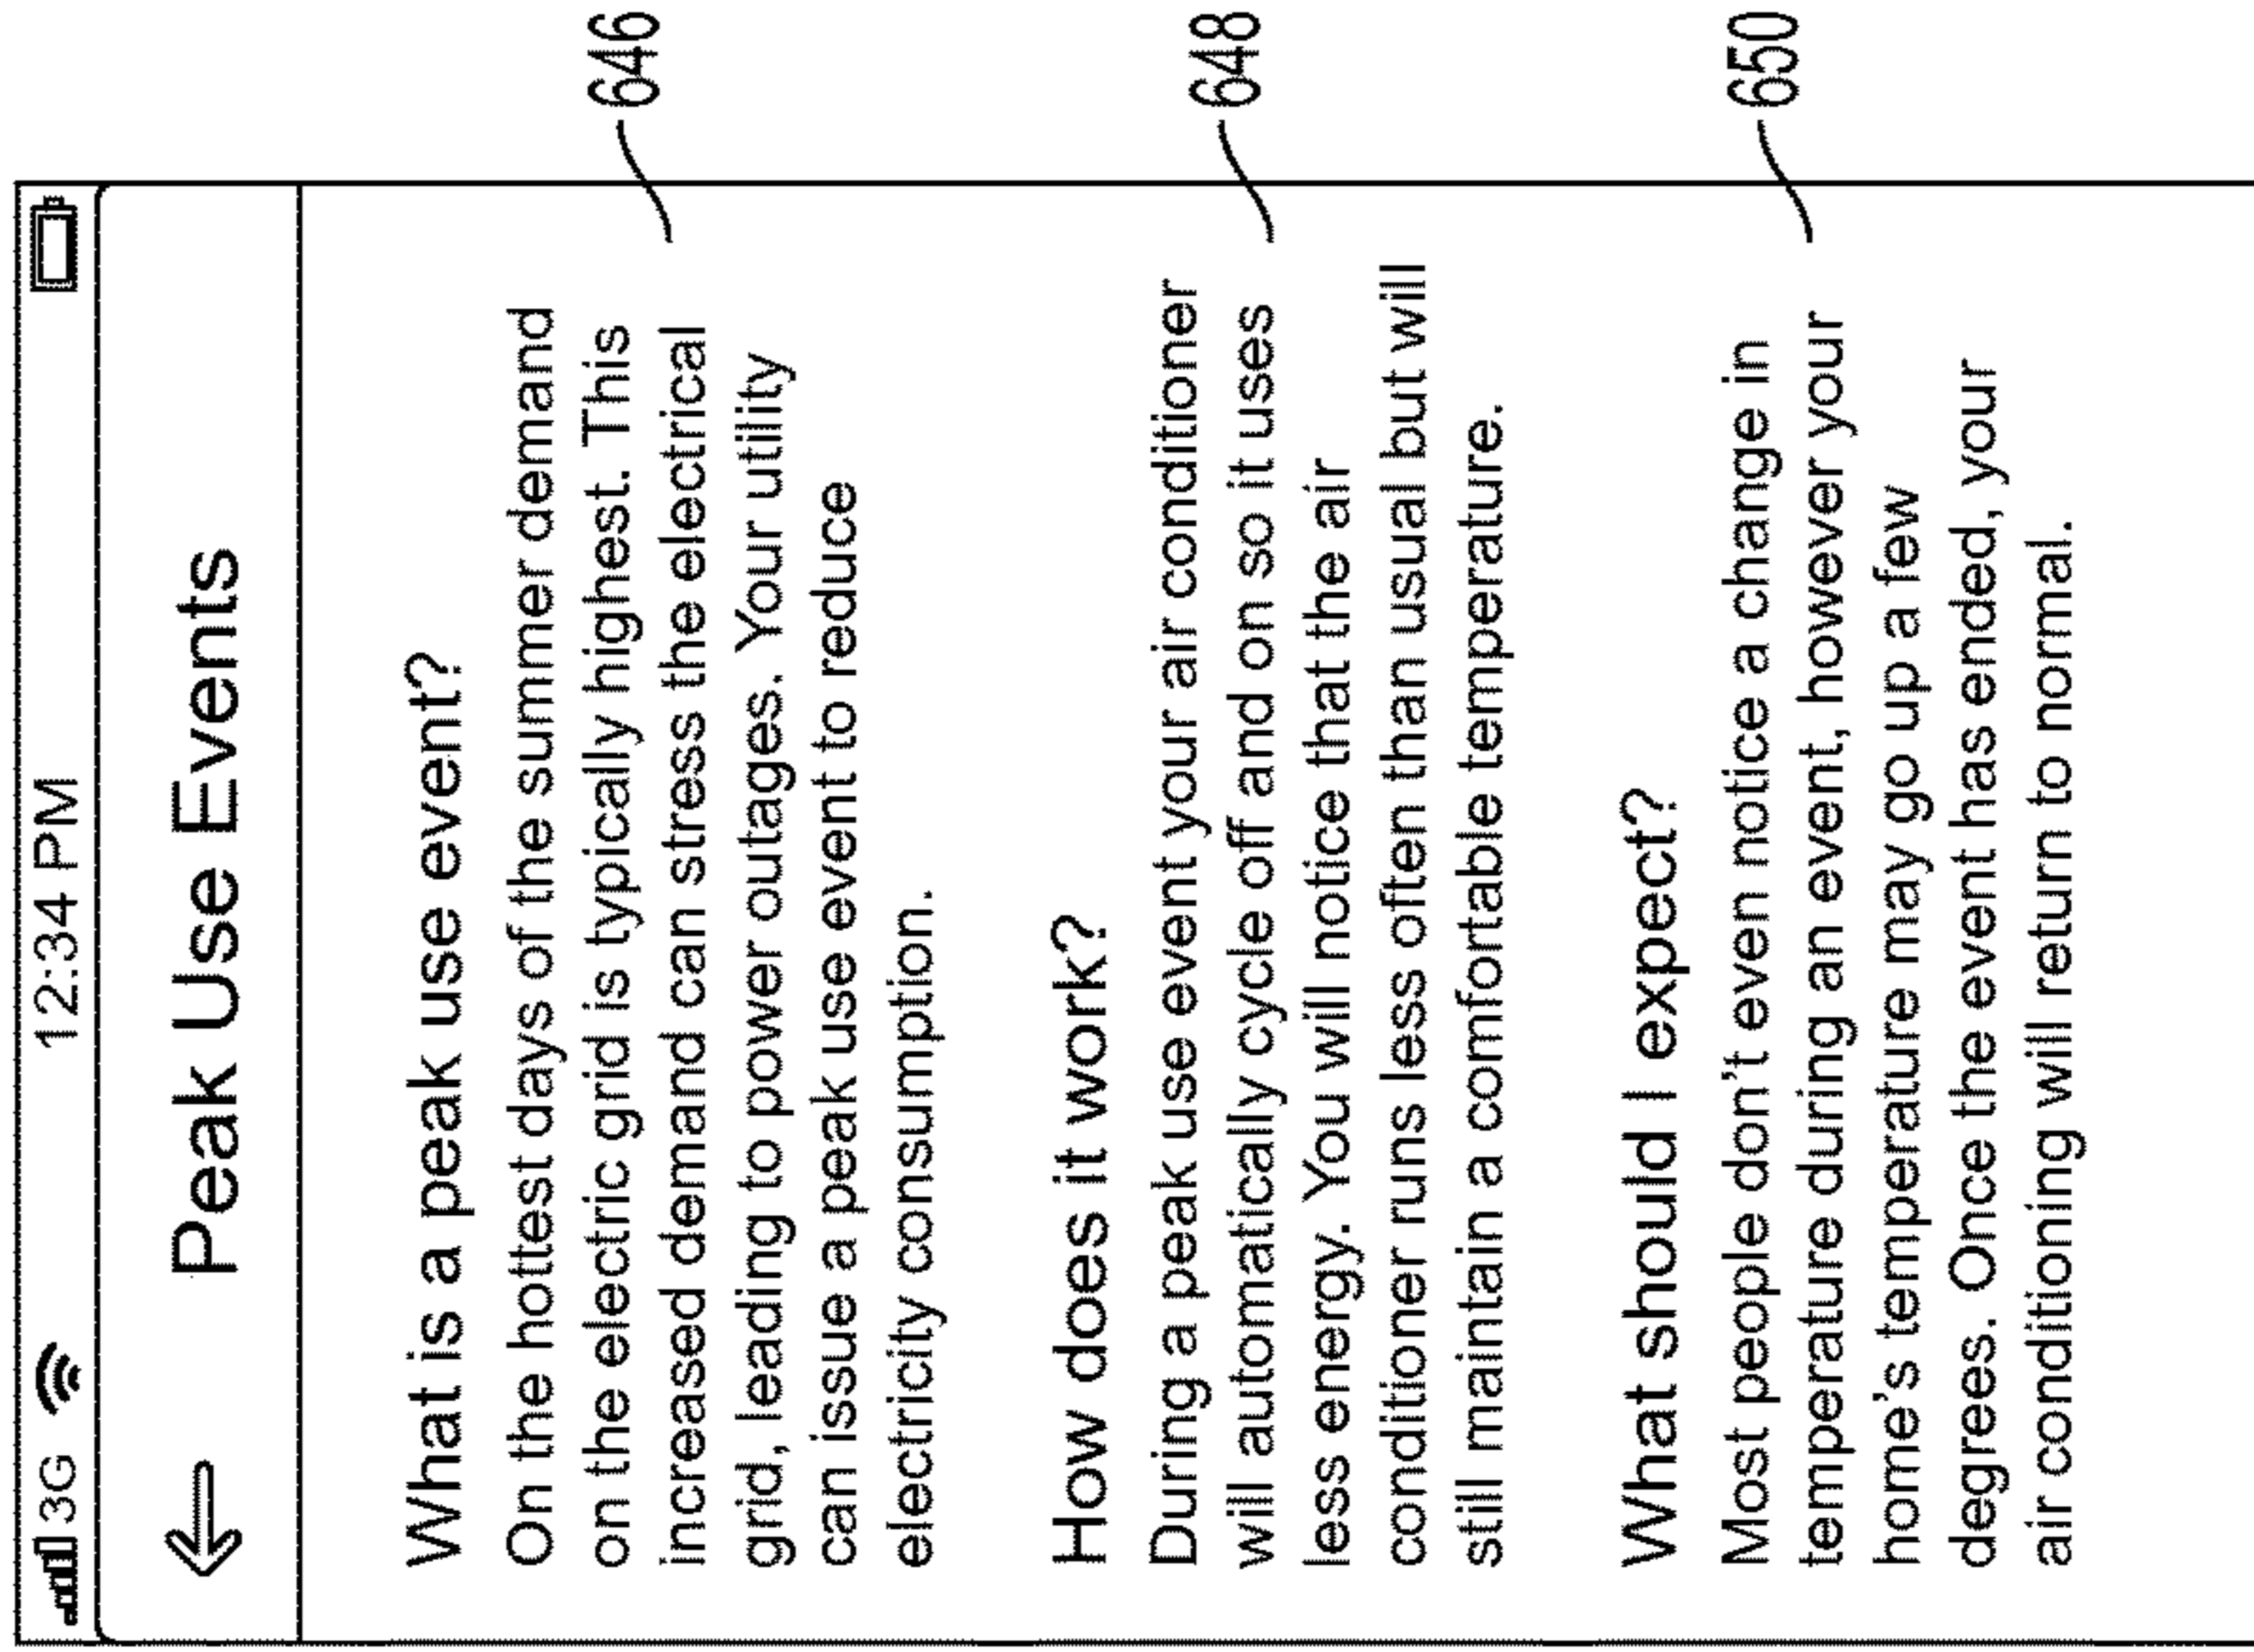 3G 12:34 PM
Peak Use Events
What is a peak use event?
On the hottest days of the summer demand
on the electric grid is typically highest. This
increased demand can stress the electrical
grid, leading to power outages. Your utility
can issue a peak use event to reduce
electricity consumption.
646
How does it work?
During a peak use event your air conditioner
will automatically cycle off and on so it uses
less energy. You will notice that the air
conditioner runs less often than usual but will
still maintain a comfortable temperature.
648
What should I expect?
Most people don't even notice a change in
temperature during an event, however your
home's temperature may go up a few
degrees. Once the event has ended, your
air conditioning will return to normal.
650